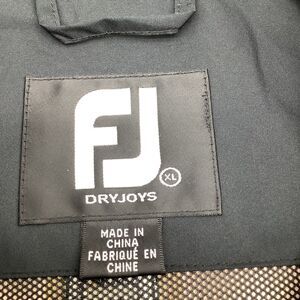 FJ
XL
DRYJOYS
MADE IN
CHINA
FABRIQUÉ EN
CHINE